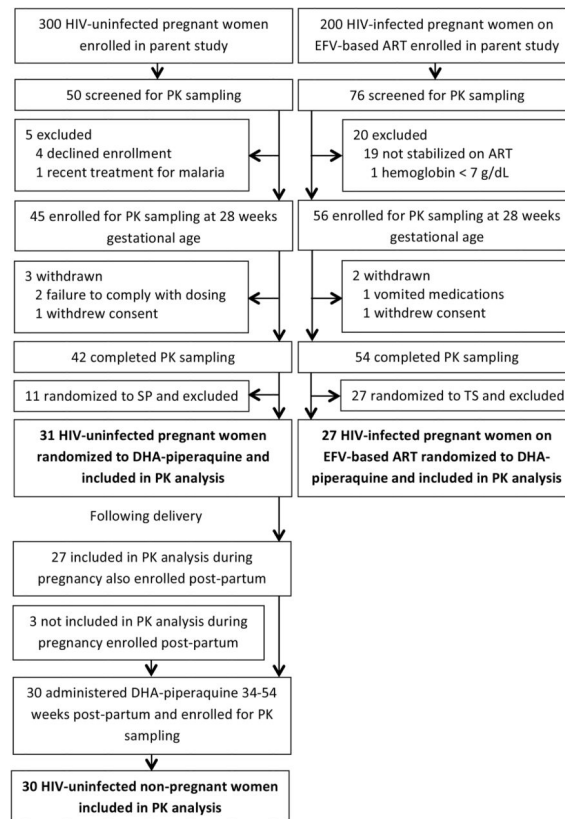 300 HIV-uninfected pregnant women
enrolled in parent study
200 HIV-infected pregnant women on
EFV-based ART enrolled in parent study
50 screened for PK sampling
76 screened for PK sampling
5 excluded
4 declined enrollment
1 recent treatment for malaria
20 excluded
19 not stabilized on ART
1 hemoglobin < 7 g/dL
45 enrolled for PK sampling at 28 weeks
gestational age
56 enrolled for PK sampling at 28 weeks
gestational age
3 withdrawn
2 failure to comply with dosing
1 withdrew consent
2 withdrawn
1 vomited medications
1 withdrew consent
42 completed PK sampling
54 completed PK sampling
11 randomized to SP and excluded
27 randomized to TS and excluded
31 HIV-uninfected pregnant women
randomized to DHA-piperaquine and
included in PK analysis
27 HIV-infected pregnant women on
EFV-based ART randomized to DHA-
piperaquine and included in PK analysis
Following delivery
27 included in PK analysis during
pregnancy also enrolled post-partum
3 not included in PK analysis during
pregnancy enrolled post-partum
30 administered DHA-piperaquine 34-54
weeks post-partum and enrolled for PK
sampling
30 HIV-uninfected non-pregnant women
included in PK analysis